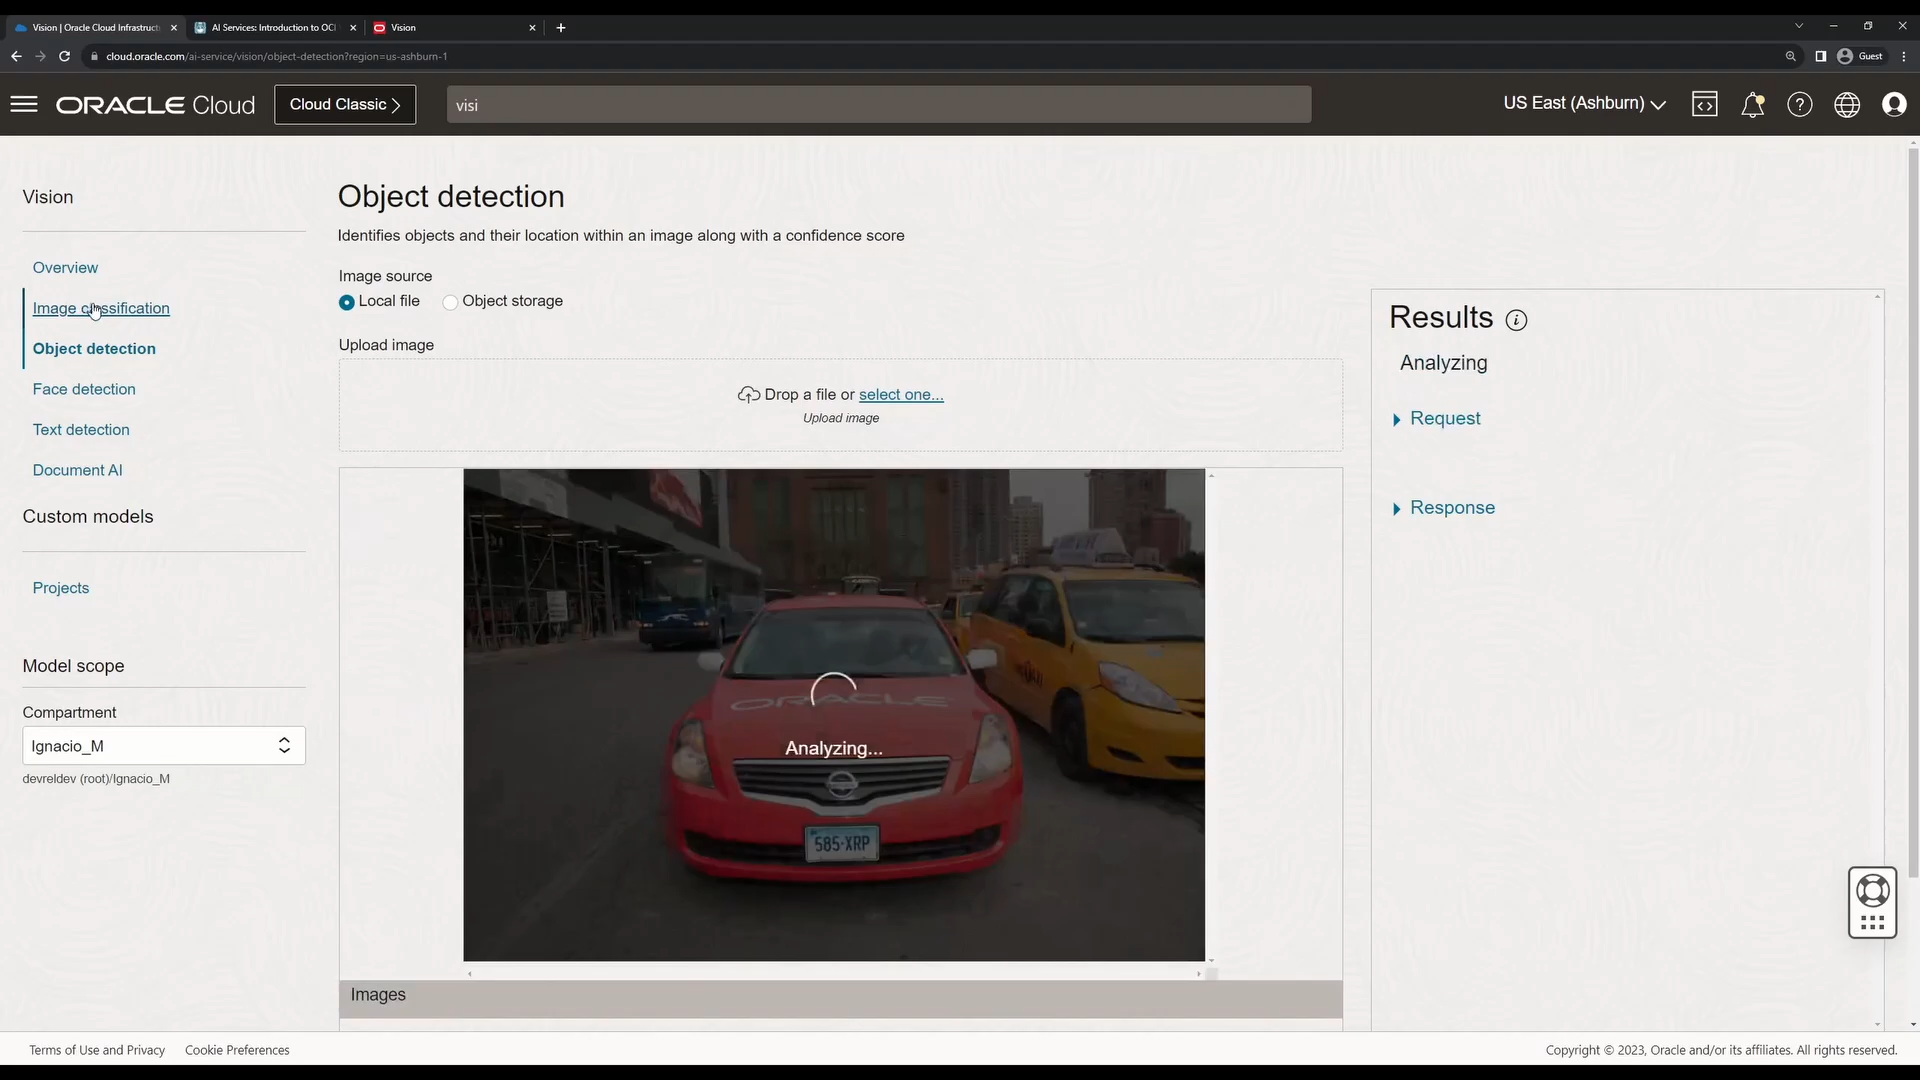 Vision | Oracle Cloud Infrastructu
AI Services: Introduction to OCI
Vision
cloud.oracle.com/ai-service/vision/object-detection?region=us-ashburn-1
Guest
ORACLE Cloud
Cloud Classic >
visi
US East (Ashburn)
Vision
Overview
Image classification
Object detection
Face detection
Text detection
Document AI
Custom models
Projects
Model scope
Compartment
Ignacio_M
devreldev (root)/Ignacio_M
Object detection
Identifies objects and their location within an image along with a confidence score
Image source
Local file
Object storage
Upload image
Drop a file or select one...
Upload image
ORACLE
Analyzing...
585·XRP
Images
Results
Analyzing
Request
Response
Terms of Use and Privacy
Cookie Preferences
Copyright © 2023, Oracle and/or its affiliates. All rights reserved.